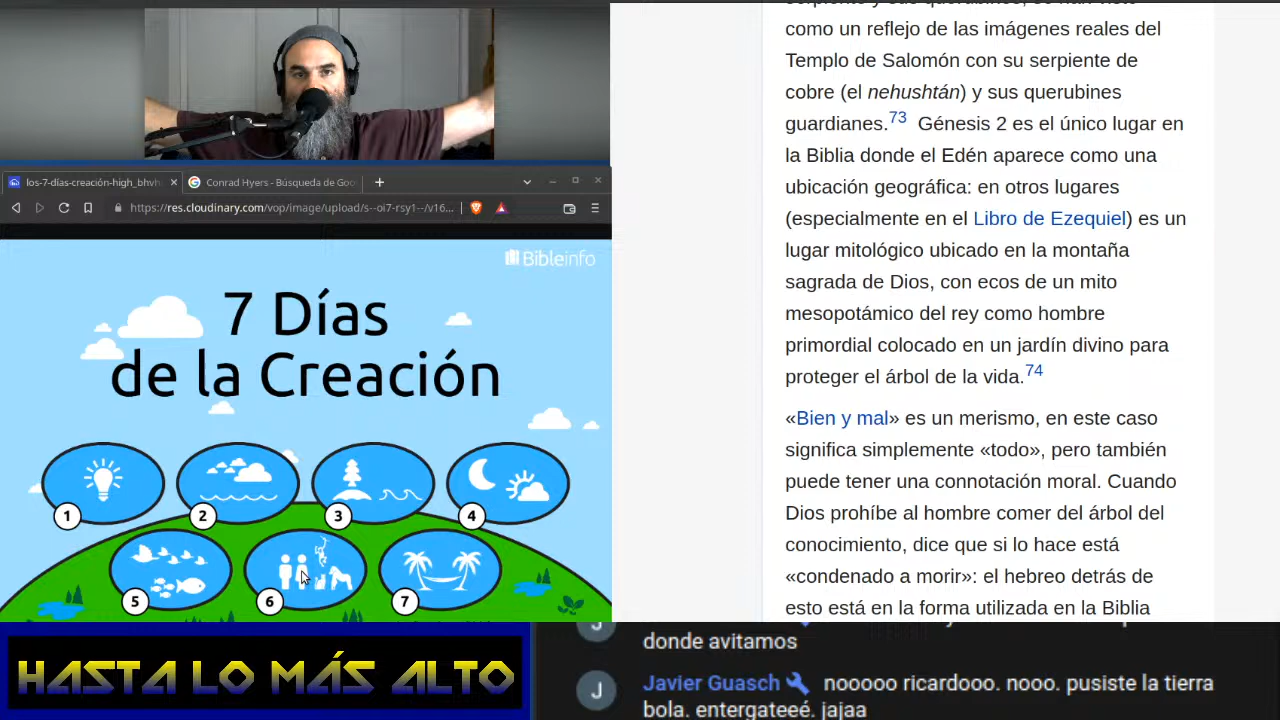 los-7-días-creación-high_bhvh
Conrad Hyers - Búsqueda de Goo
https://res.cloudinary.com/vop/image/upload/s--oi7-rsy1--/v16...
Bibleinfo
7 Días
de la Creación
1
2
3
4
5
6
7
como un reflejo de las imágenes reales del
Templo de Salomón con su serpiente de
cobre (el nehushtán) y sus querubines
guardianes.73 Génesis 2 es el único lugar en
la Biblia donde el Edén aparece como una
ubicación geográfica: en otros lugares
(especialmente en el Libro de Ezequiel) es un
lugar mitológico ubicado en la montaña
sagrada de Dios, con ecos de un mito
mesopotámico del rey como hombre
primordial colocado en un jardín divino para
proteger el árbol de la vida.74
«Bien y mal» es un merismo, en este caso
significa simplemente «todo», pero también
puede tener una connotación moral. Cuando
Dios prohíbe al hombre comer del árbol del
conocimiento, dice que si lo hace está
«condenado a morir»: el hebreo detrás de
esto está en la forma utilizada en la Biblia
HASTA LO MÁS ALTO
donde avitamos
J
Javier Guasch nooooo ricardooo. nooo. pusiste la tierra
bola. entergateeé. jajaa